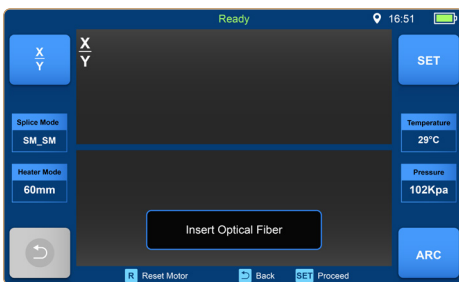 Ready
16:51
X
Y
X
Y
SET
Splice Mode
SM_SM
Temperature
29°C
Heater Mode
60mm
Pressure
102Kpa
Insert Optical Fiber
ARC
R Reset Motor
Back
SET Proceed